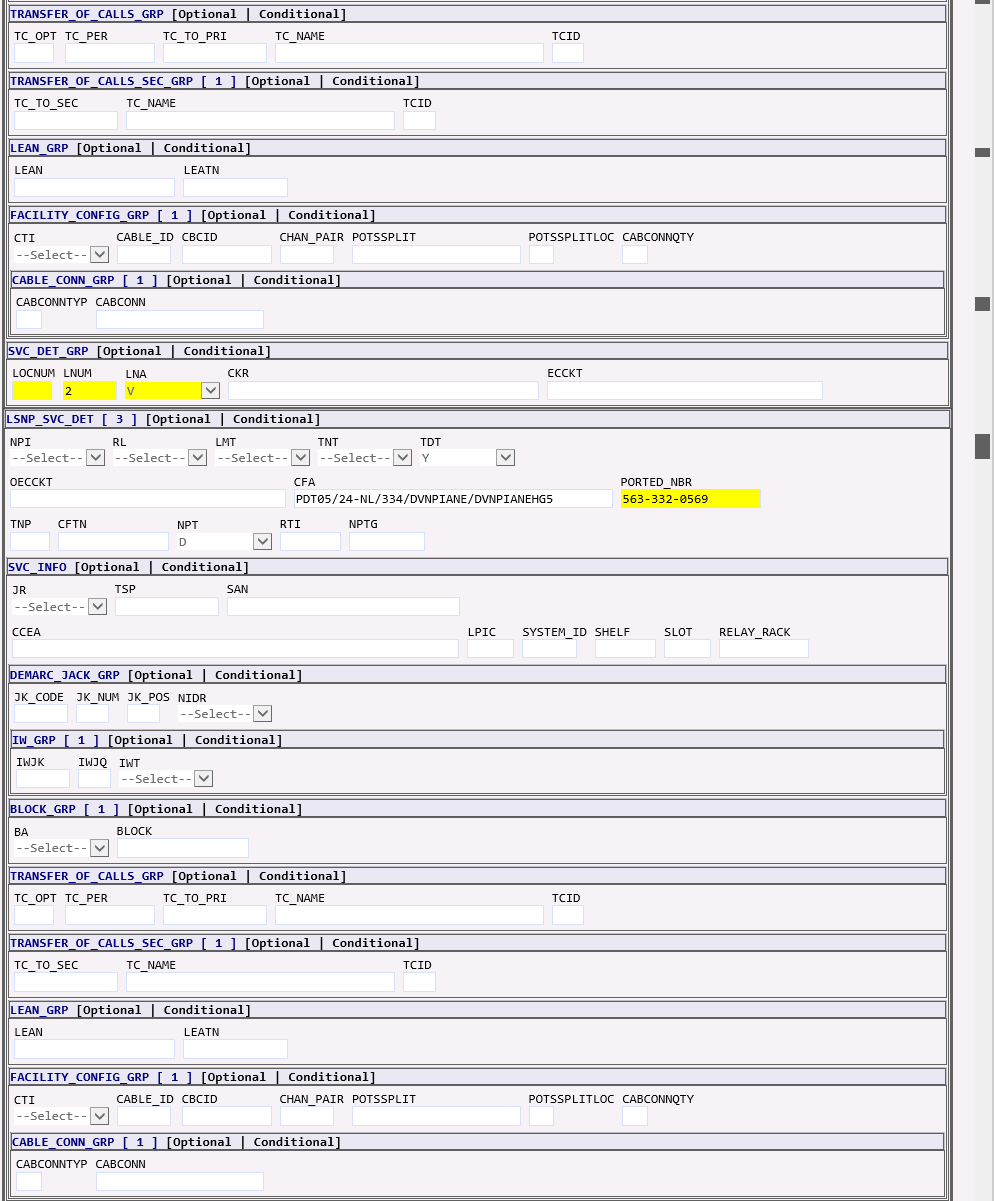 TRANSFER_OF_CALLS_GRP [Optional | Conditional]
TC_OPT TC_PER TC_TO_PRI TC_NAME TCID
TRANSFER_OF_CALLS_SEC_GRP [ 1 ] [Optional | Conditional]
TC_TO_SEC TC_NAME TCID
LEAN_GRP [Optional | Conditional]
LEAN LEATN
FACILITY_CONFIG_GRP [ 1 ] [Optional | Conditional]
CTI CABLE_ID CBCID CHAN_PAIR POTSSPLIT POTSSPLITLOC CABCONNQTY
--Select--
CABLE_CONN_GRP [ 1 ] [Optional | Conditional]
CABCONNTYP CABCONN
SVC_DET_GRP [Optional | Conditional]
LOCNUM LNUM LNA CKR ECCKT
2 V
LSNP_SVC_DET [ 3 ] [Optional | Conditional]
NPI RL LMT TNT TDT
--Select-- --Select-- --Select-- --Select-- Y
OECCKT CFA PORTED_NBR
PDT05/24-NL/334/DVNPIANE/DVNPIANEHG5 563-332-0569
TNP CFTN NPT RTI NPTG
D
SVC_INFO [Optional | Conditional]
JR TSP SAN
--Select--
CCEA LPIC SYSTEM_ID SHELF SLOT RELAY_RACK
DEMARC_JACK_GRP [Optional | Conditional]
JK_CODE JK_NUM JK_POS NIDR
--Select--
IW_GRP [ 1 ] [Optional | Conditional]
IWJK IWJQ IWT
--Select--
BLOCK_GRP [ 1 ] [Optional | Conditional]
BA BLOCK
--Select--
TRANSFER_OF_CALLS_GRP [Optional | Conditional]
TC_OPT TC_PER TC_TO_PRI TC_NAME TCID
TRANSFER_OF_CALLS_SEC_GRP [ 1 ] [Optional | Conditional]
TC_TO_SEC TC_NAME TCID
LEAN_GRP [Optional | Conditional]
LEAN LEATN
FACILITY_CONFIG_GRP [ 1 ] [Optional | Conditional]
CTI CABLE_ID CBCID CHAN_PAIR POTSSPLIT POTSSPLITLOC CABCONNQTY
--Select--
CABLE_CONN_GRP [ 1 ] [Optional | Conditional]
CABCONNTYP CABCONN